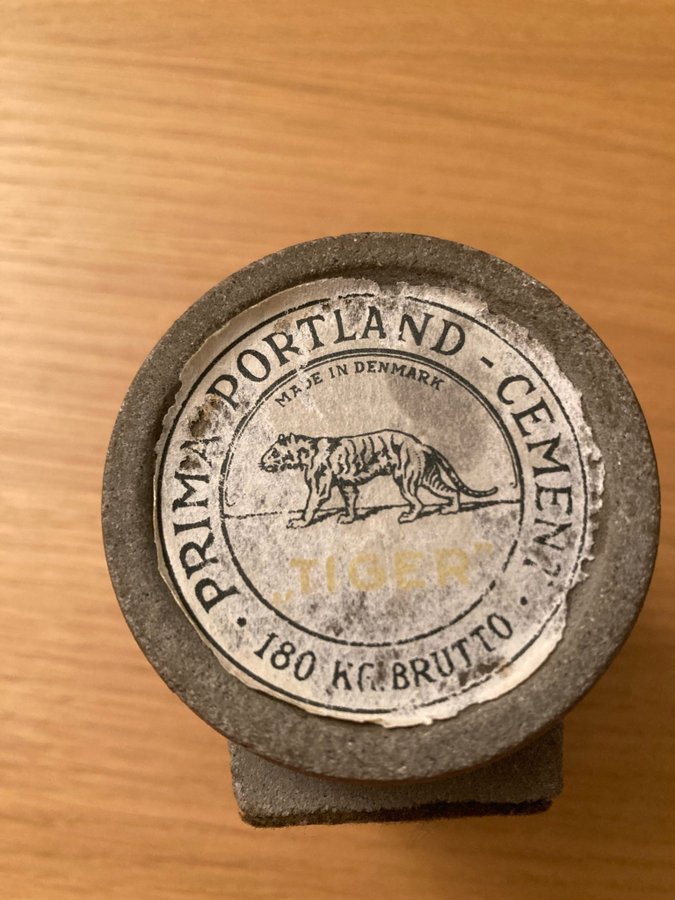 PRIMA PORTLAND - CEMENT
MADE IN DENMARK
„TIGER"
· 180 KG. BRUTTO ·